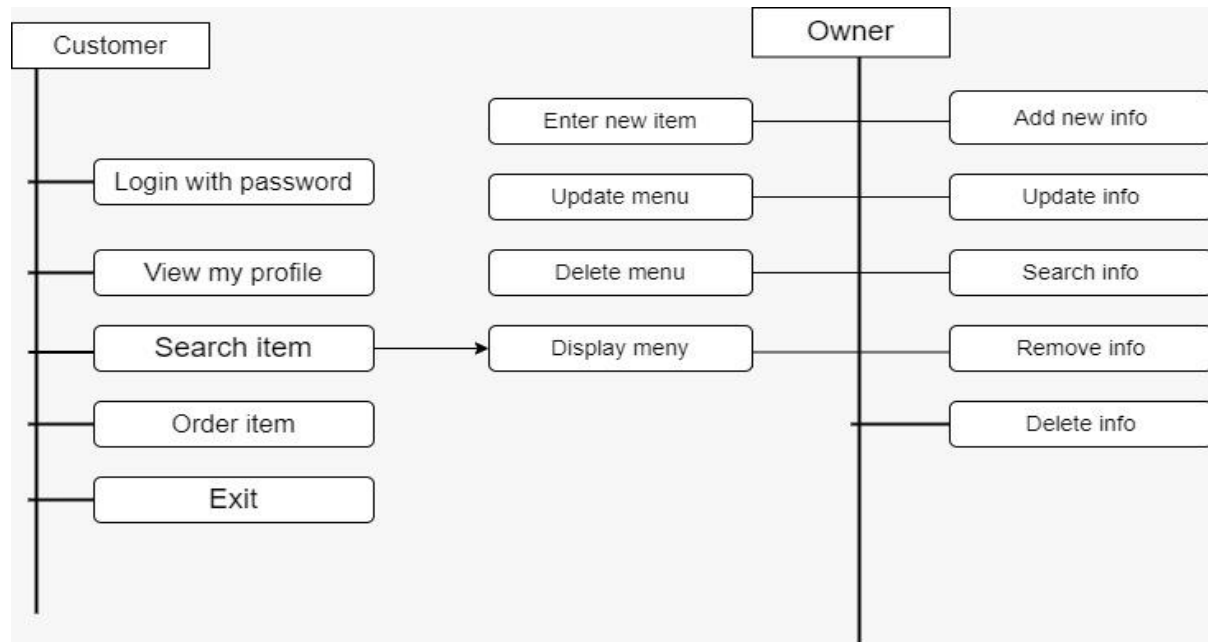 Customer
Login with password
View my profile
Search item
Order item
Exit
Owner
Enter new item
Update menu
Delete menu
Display meny
Add new info
Update info
Search info
Remove info
Delete info